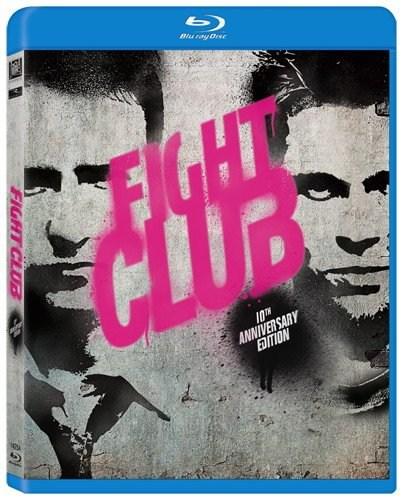 Blu-ray Disc
FIGHT
CLUB
10TH
ANNIVERSARY
EDITION
FIGHT CLUB